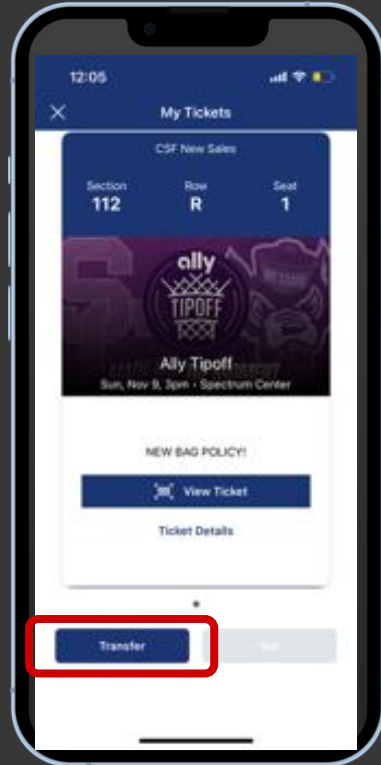 12:05
My Tickets
CSF New Sales
Section Row Seat
112 R 1
ally
TIPOFF
Ally Tipoff
Sun, Nov 9, 3pm • Spectrum Center
NEW BAG POLICY!
View Ticket
Ticket Details
Transfer